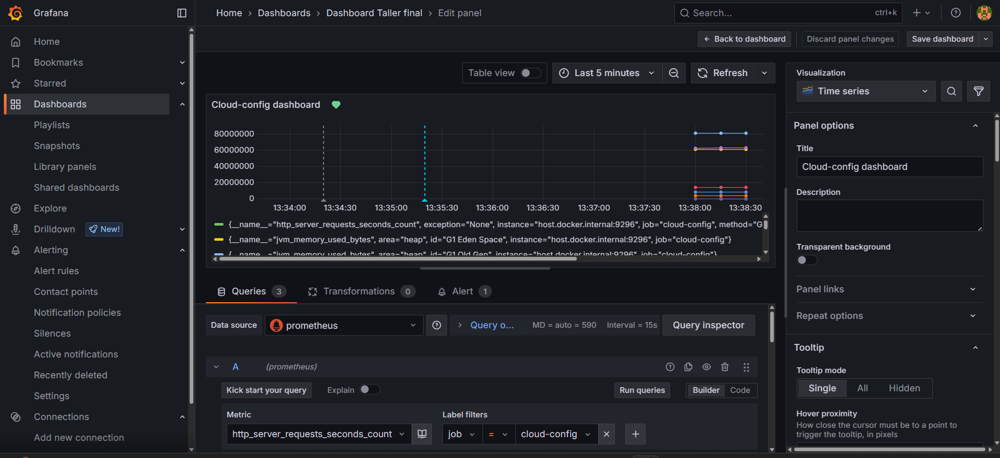 Grafana
Home › Dashboards › Dashboard Taller final › Edit panel
Search...
ctrl+k
Back to dashboard
Discard panel changes
Save dashboard
Home
Bookmarks
Starred
Dashboards
Playlists
Snapshots
Library panels
Shared dashboards
Explore
Drilldown
New!
Alerting
Alert rules
Contact points
Notification policies
Silences
Active notifications
Recently deleted
Settings
Connections
Add new connection
Table view
Last 5 minutes
Refresh
Cloud-config dashboard
80000000
60000000
40000000
20000000
0
13:34:00 13:34:30 13:35:00 13:35:30 13:36:00 13:36:30 13:37:00 13:37:30 13:38:00 13:38:30
{__name__="http_server_requests_seconds_count", exception="None", instance="host.docker.internal:9296", job="cloud-config", method="G
{__name__="jvm_memory_used_bytes", area="heap", id="G1 Eden Space", instance="host.docker.internal:9296", job="cloud-config"}
{__name__="jvm_memory_used_bytes", area="heap", id="G1 Old Gen", instance="host.docker.internal:9296", job="cloud-config"}
Queries 3
Transformations 0
Alert 1
Data source
prometheus
Query o...
MD = auto = 590
Interval = 15s
Query inspector
A
(prometheus)
Kick start your query
Explain
Run queries
Builder
Code
Metric
Label filters
http_server_requests_seconds_count
job
=
cloud-config
Visualization
Time series
Panel options
Title
Cloud-config dashboard
Description
Transparent background
Panel links
Repeat options
Tooltip
Tooltip mode
Single
All
Hidden
Hover proximity
How close the cursor must be to a point to
trigger the tooltip, in pixels